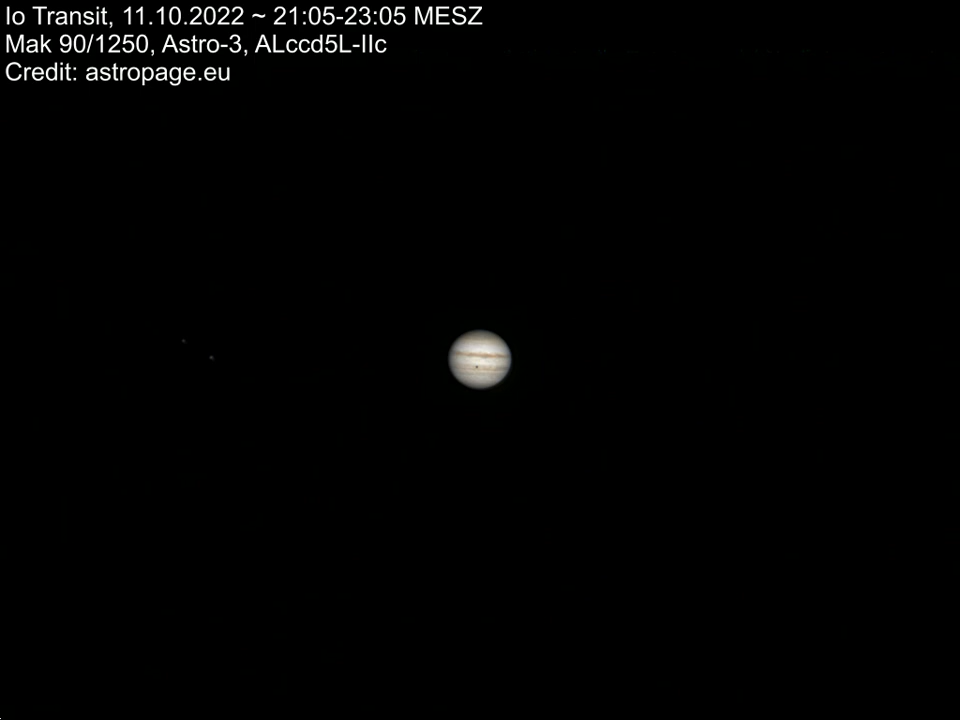 Io Transit, 11.10.2022 ~ 21:05-23:05 MESZ
Mak 90/1250, Astro-3, ALccd5L-IIc
Credit: astropage.eu